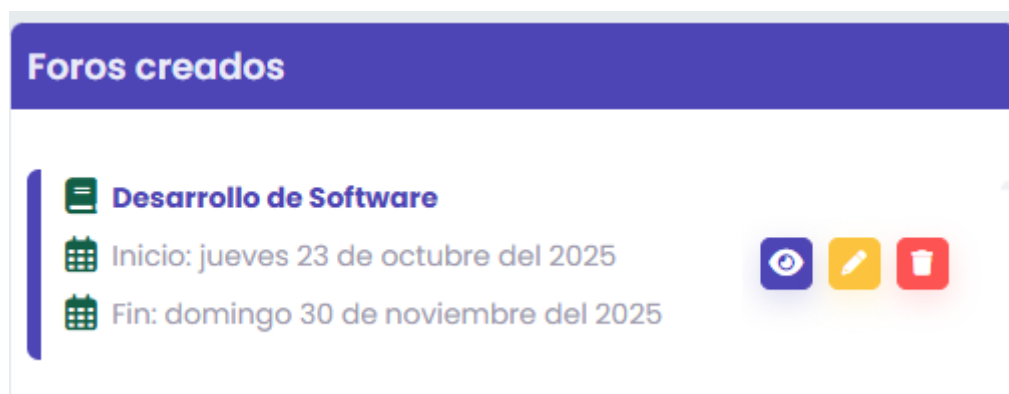 Foros creados
Desarrollo de Software
Inicio: jueves 23 de octubre del 2025
Fin: domingo 30 de noviembre del 2025